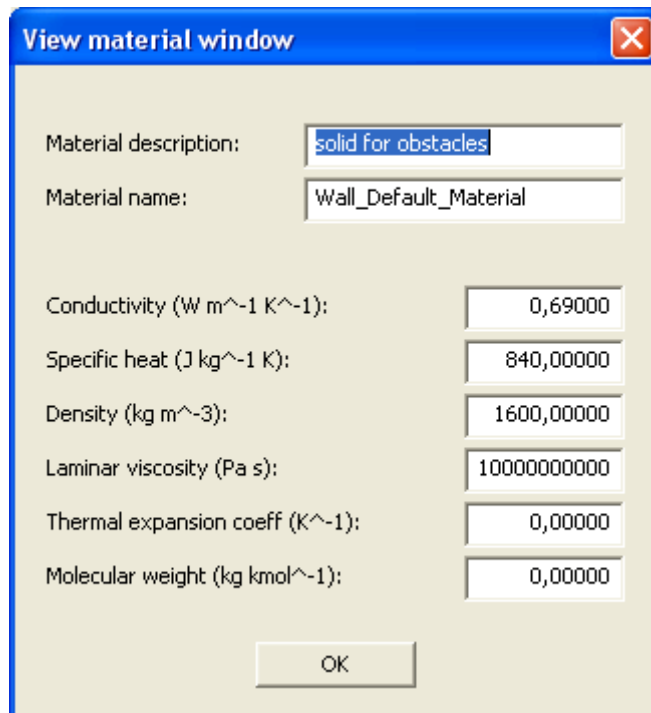 View material window
Material description: solid for obstacles
Material name: Wall_Default_Material
Conductivity (W m^-1 K^-1): 0,69000
Specific heat (J kg^-1 K): 840,00000
Density (kg m^-3): 1600,00000
Laminar viscosity (Pa s): 10000000000
Thermal expansion coeff (K^-1): 0,00000
Molecular weight (kg kmol^-1): 0,00000
OK